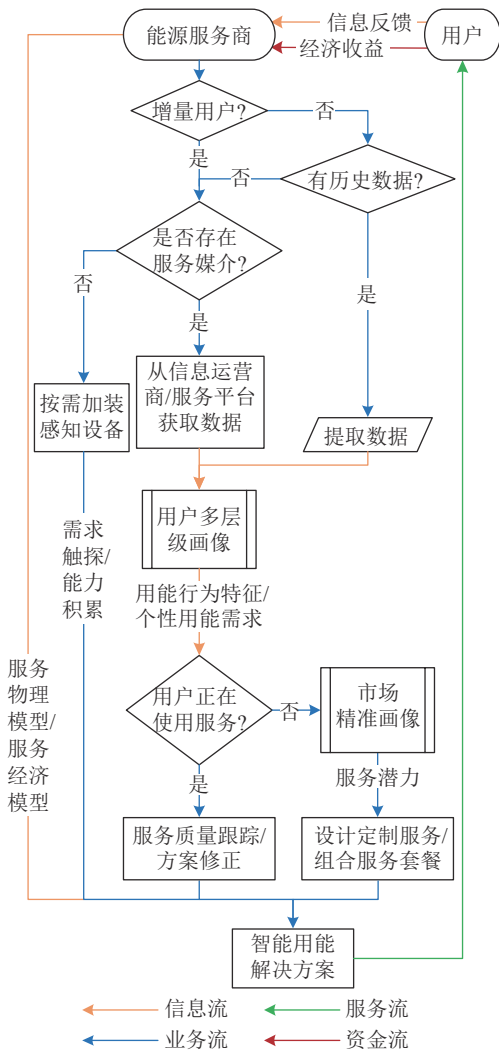 信息反馈
能源服务商
用户
经济收益
增量用户?
否
是
否
有历史数据?
是否存在
服务媒介?
否
是
是
从信息运营
商/服务平台
获取数据
按需加装
感知设备
提取数据
用户多层
级画像
需求
触探/
能力
积累
用能行为特征/
个性用能需求
服务
物理
模型/
服务
经济
模型
用户正在
使用服务?
否
市场
精准画像
是
服务潜力
服务质量跟踪/
方案修正
设计定制服务/
组合服务套餐
智能用能
解决方案
信息流
服务流
业务流
资金流